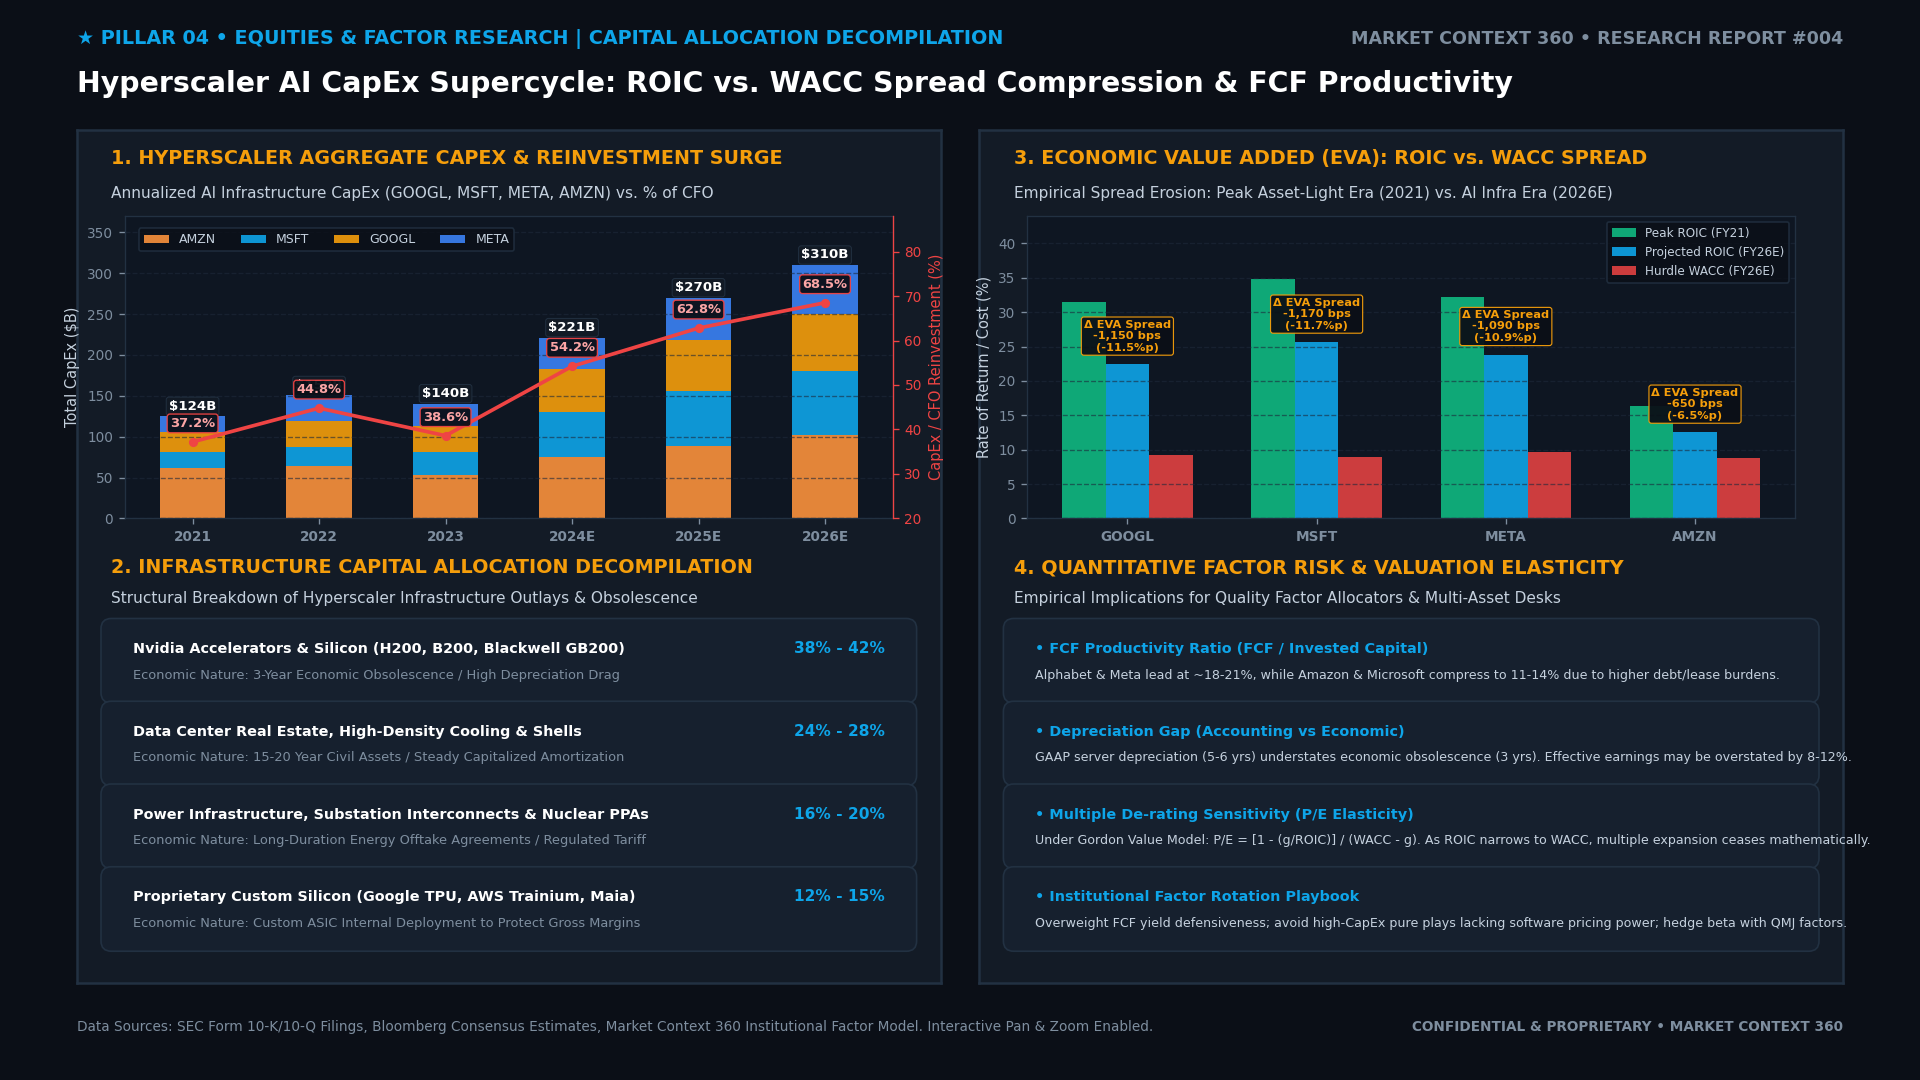 ★ PILLAR 04 • EQUITIES & FACTOR RESEARCH | CAPITAL ALLOCATION DECOMPILATION
MARKET CONTEXT 360 • RESEARCH REPORT #004
Hyperscaler AI CapEx Supercycle: ROIC vs. WACC Spread Compression & FCF Productivity
1. HYPERSCALER AGGREGATE CAPEX & REINVESTMENT SURGE
Annualized AI Infrastructure CapEx (GOOGL, MSFT, META, AMZN) vs. % of CFO
AMZN
MSFT
GOOGL
META
Total CapEx ($B)
350
300
250
200
150
100
50
0
$124B
37.2%
44.8%
$140B
38.6%
$221B
54.2%
$270B
62.8%
$310B
68.5%
80
70
60
50
40
30
20
CapEx / CFO Reinvestment (%)
2021
2022
2023
2024E
2025E
2026E
2. INFRASTRUCTURE CAPITAL ALLOCATION DECOMPILATION
Structural Breakdown of Hyperscaler Infrastructure Outlays & Obsolescence
Nvidia Accelerators & Silicon (H200, B200, Blackwell GB200)
38% - 42%
Economic Nature: 3-Year Economic Obsolescence / High Depreciation Drag
Data Center Real Estate, High-Density Cooling & Shells
24% - 28%
Economic Nature: 15-20 Year Civil Assets / Steady Capitalized Amortization
Power Infrastructure, Substation Interconnects & Nuclear PPAs
16% - 20%
Economic Nature: Long-Duration Energy Offtake Agreements / Regulated Tariff
Proprietary Custom Silicon (Google TPU, AWS Trainium, Maia)
12% - 15%
Economic Nature: Custom ASIC Internal Deployment to Protect Gross Margins
3. ECONOMIC VALUE ADDED (EVA): ROIC vs. WACC SPREAD
Empirical Spread Erosion: Peak Asset-Light Era (2021) vs. AI Infra Era (2026E)
Peak ROIC (FY21)
Projected ROIC (FY26E)
Hurdle WACC (FY26E)
Rate of Return / Cost (%)
40
35
30
25
20
15
10
5
0
Δ EVA Spread
-1,150 bps
(-11.5%p)
Δ EVA Spread
-1,170 bps
(-11.7%p)
Δ EVA Spread
-1,090 bps
(-10.9%p)
Δ EVA Spread
-650 bps
(-6.5%p)
GOOGL
MSFT
META
AMZN
4. QUANTITATIVE FACTOR RISK & VALUATION ELASTICITY
Empirical Implications for Quality Factor Allocators & Multi-Asset Desks
• FCF Productivity Ratio (FCF / Invested Capital)
Alphabet & Meta lead at ~18-21%, while Amazon & Microsoft compress to 11-14% due to higher debt/lease burdens.
• Depreciation Gap (Accounting vs Economic)
GAAP server depreciation (5-6 yrs) understates economic obsolescence (3 yrs). Effective earnings may be overstated by 8-12%.
• Multiple De-rating Sensitivity (P/E Elasticity)
Under Gordon Value Model: P/E = [1 - (g/ROIC)] / (WACC - g). As ROIC narrows to WACC, multiple expansion ceases mathematically.
• Institutional Factor Rotation Playbook
Overweight FCF yield defensiveness; avoid high-CapEx pure plays lacking software pricing power; hedge beta with QMJ factors.
Data Sources: SEC Form 10-K/10-Q Filings, Bloomberg Consensus Estimates, Market Context 360 Institutional Factor Model. Interactive Pan & Zoom Enabled.
CONFIDENTIAL & PROPRIETARY • MARKET CONTEXT 360